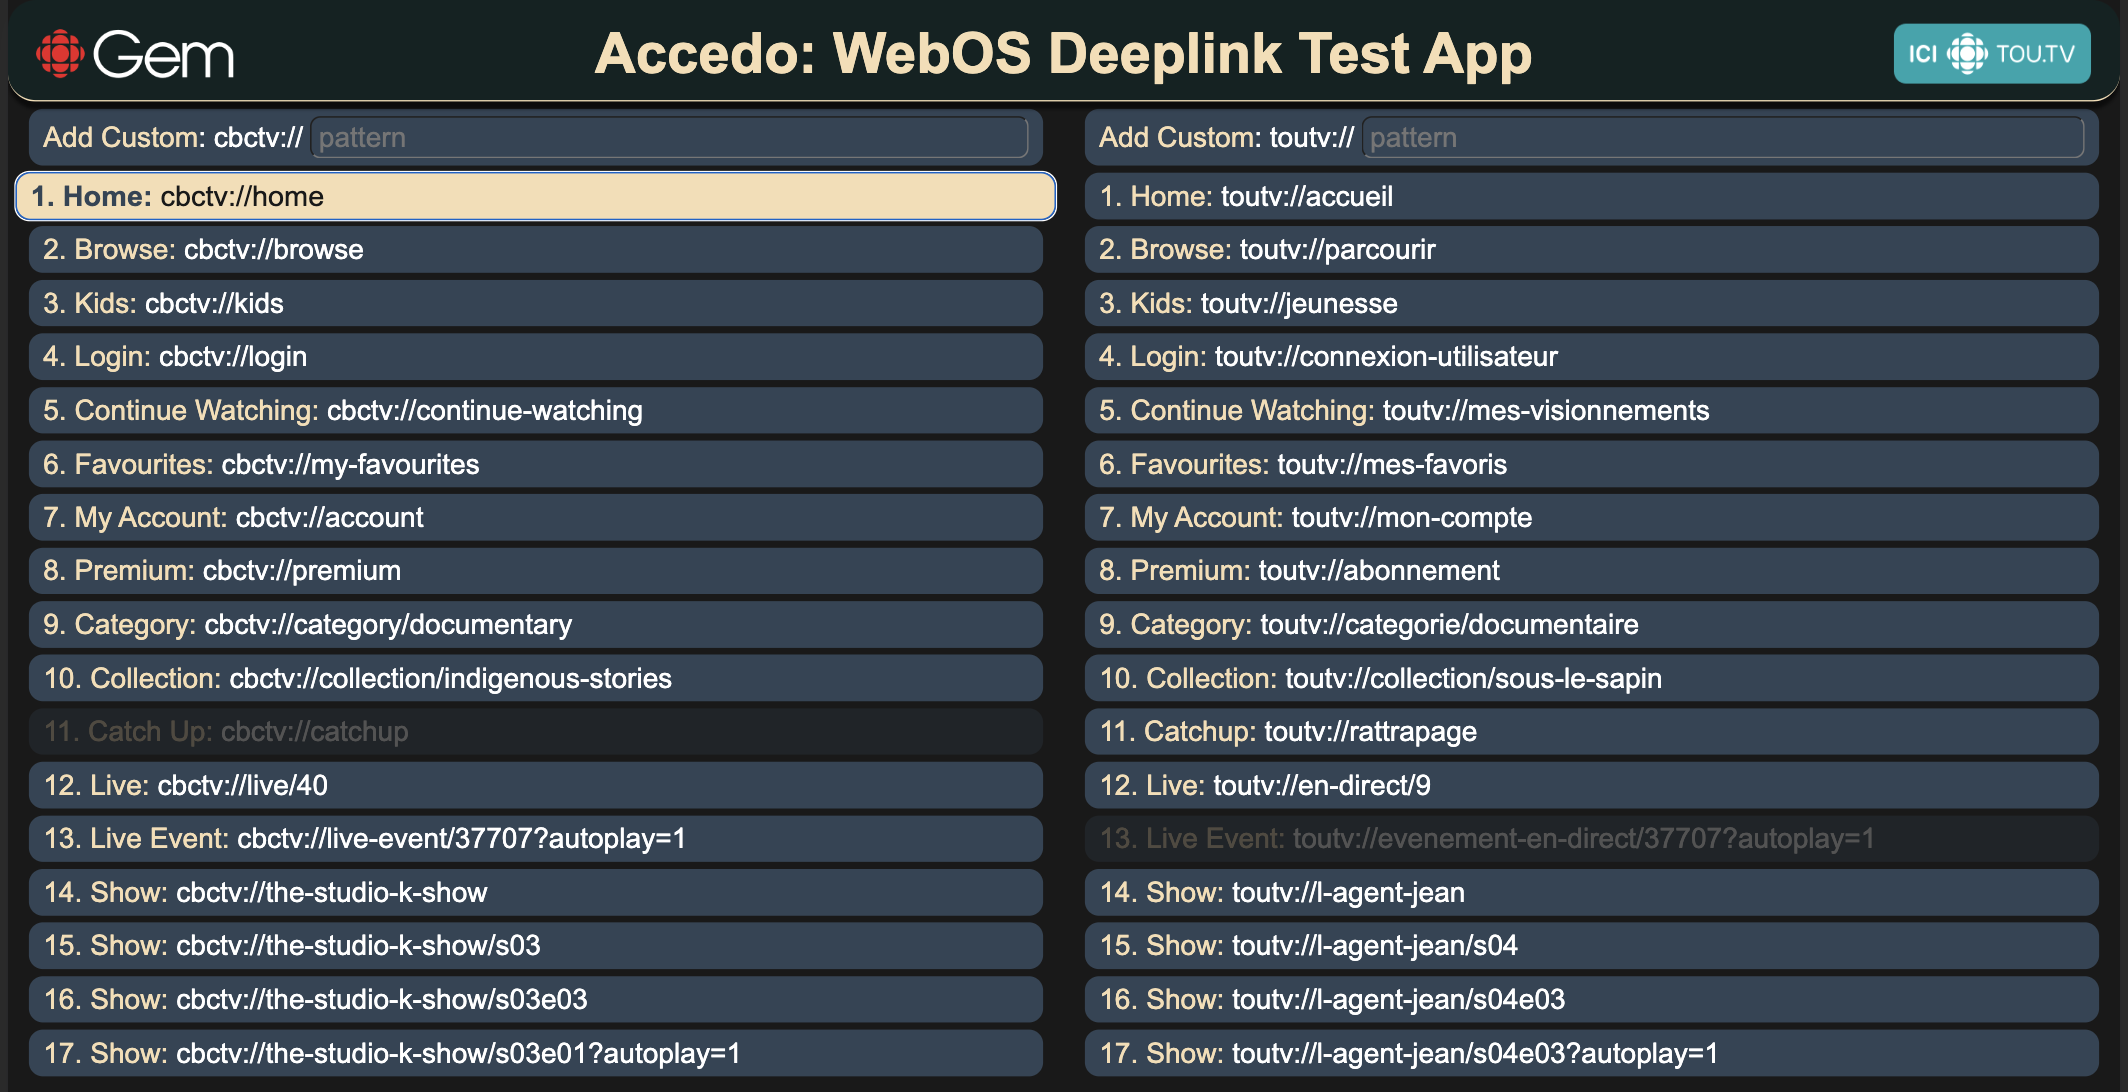 Gem
Accedo: WebOS Deeplink Test App
ICI TOU.TV
Add Custom: cbctv:// pattern
1. Home: cbctv://home
2. Browse: cbctv://browse
3. Kids: cbctv://kids
4. Login: cbctv://login
5. Continue Watching: cbctv://continue-watching
6. Favourites: cbctv://my-favourites
7. My Account: cbctv://account
8. Premium: cbctv://premium
9. Category: cbctv://category/documentary
10. Collection: cbctv://collection/indigenous-stories
11. Catch Up: cbctv://catchup
12. Live: cbctv://live/40
13. Live Event: cbctv://live-event/37707?autoplay=1
14. Show: cbctv://the-studio-k-show
15. Show: cbctv://the-studio-k-show/s03
16. Show: cbctv://the-studio-k-show/s03e03
17. Show: cbctv://the-studio-k-show/s03e01?autoplay=1
Add Custom: toutv:// pattern
1. Home: toutv://accueil
2. Browse: toutv://parcourir
3. Kids: toutv://jeunesse
4. Login: toutv://connexion-utilisateur
5. Continue Watching: toutv://mes-visionnements
6. Favourites: toutv://mes-favoris
7. My Account: toutv://mon-compte
8. Premium: toutv://abonnement
9. Category: toutv://categorie/documentaire
10. Collection: toutv://collection/sous-le-sapin
11. Catchup: toutv://rattrapage
12. Live: toutv://en-direct/9
13. Live Event: toutv://evenement-en-direct/37707?autoplay=1
14. Show: toutv://l-agent-jean
15. Show: toutv://l-agent-jean/s04
16. Show: toutv://l-agent-jean/s04e03
17. Show: toutv://l-agent-jean/s04e03?autoplay=1